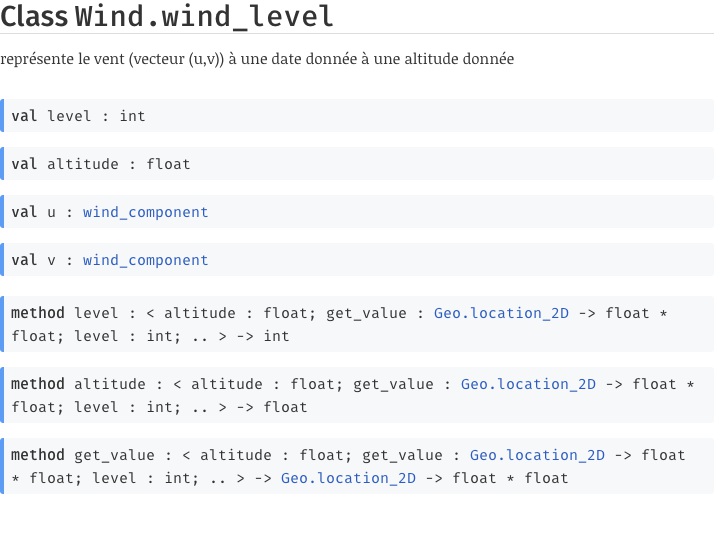 Class Wind.wind_level
représente le vent (vecteur (u,v)) à une date donnée à une altitude donnée
val level : int
val altitude : float
val u : wind_component
val v : wind_component
method level : < altitude : float; get_value : Geo.location_2D -> float *
float; level : int; .. > -> int
method altitude : < altitude : float; get_value : Geo.location_2D -> float *
float; level : int; .. > -> float
method get_value : < altitude : float; get_value : Geo.location_2D -> float
* float; level : int; .. > -> Geo.location_2D -> float * float